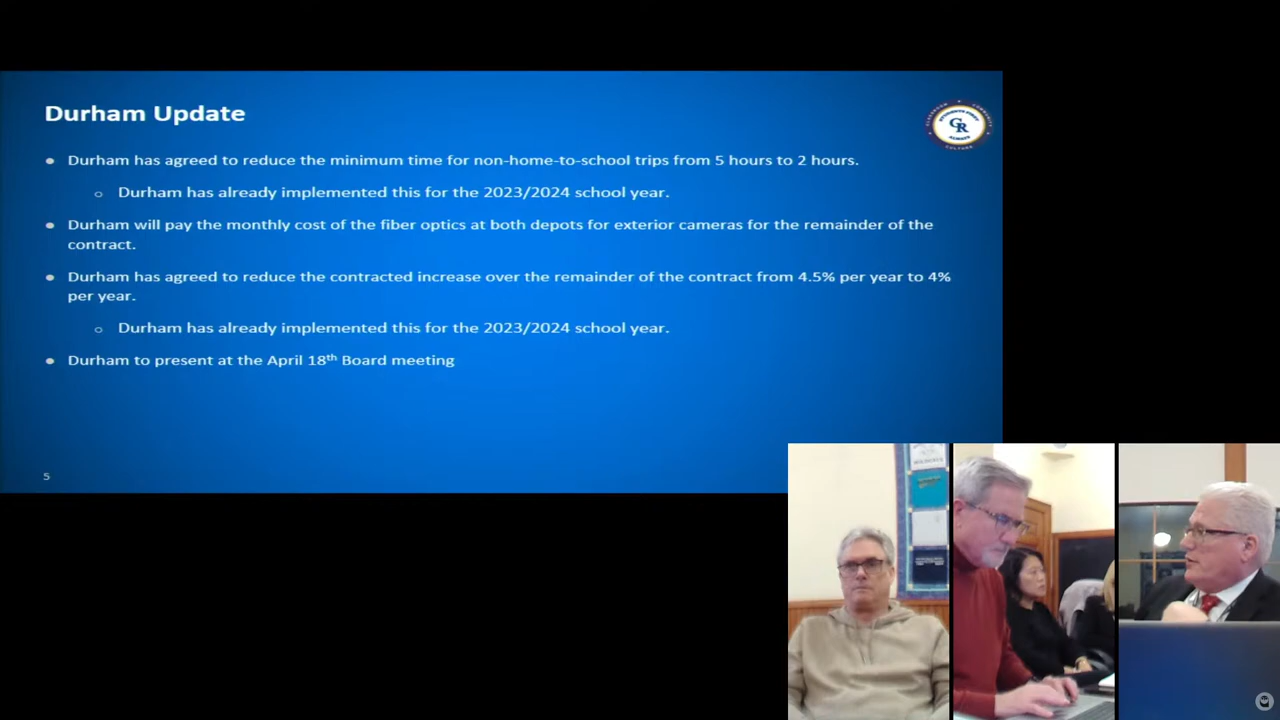 Durham Update
● Durham has agreed to reduce the minimum time for non-home-to-school trips from 5 hours to 2 hours.
○ Durham has already implemented this for the 2023/2024 school year.
● Durham will pay the monthly cost of the fiber optics at both depots for exterior cameras for the remainder of the
contract.
● Durham has agreed to reduce the contracted increase over the remainder of the contract from 4.5% per year to 4%
per year.
○ Durham has already implemented this for the 2023/2024 school year.
● Durham to present at the April 18th Board meeting
5
GR